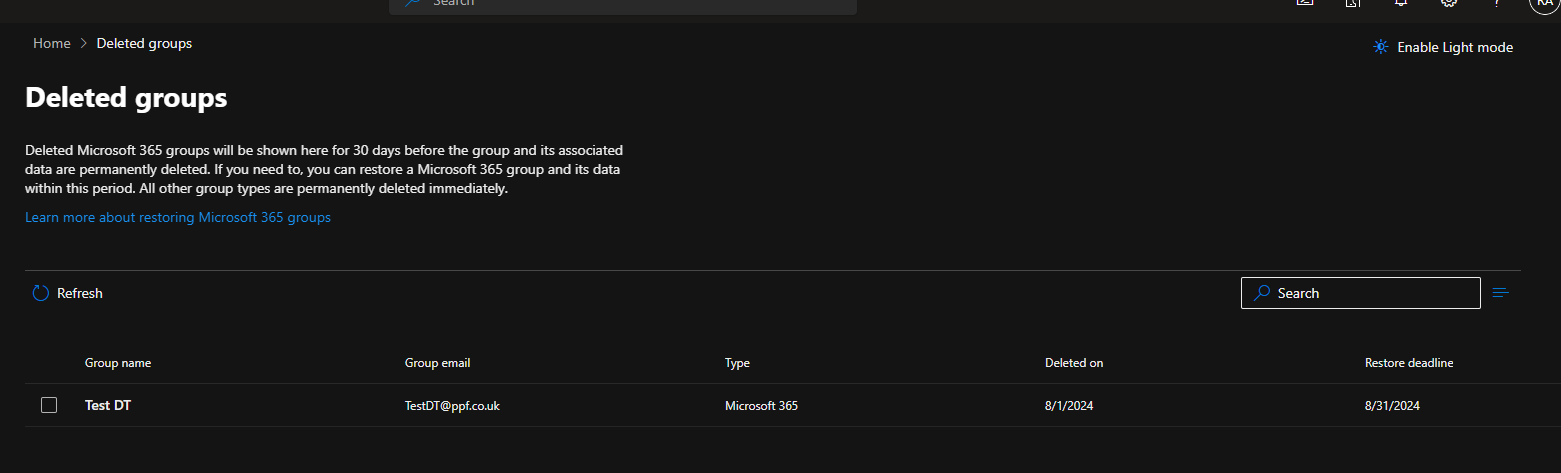 Search
?
RA
Home > Deleted groups
Enable Light mode
Deleted groups
Deleted Microsoft 365 groups will be shown here for 30 days before the group and its associated
data are permanently deleted. If you need to, you can restore a Microsoft 365 group and its data
within this period. All other group types are permanently deleted immediately.
Learn more about restoring Microsoft 365 groups
Refresh
Search
Group name Group email Type Deleted on Restore deadline
Test DT TestDT@ppf.co.uk Microsoft 365 8/1/2024 8/31/2024